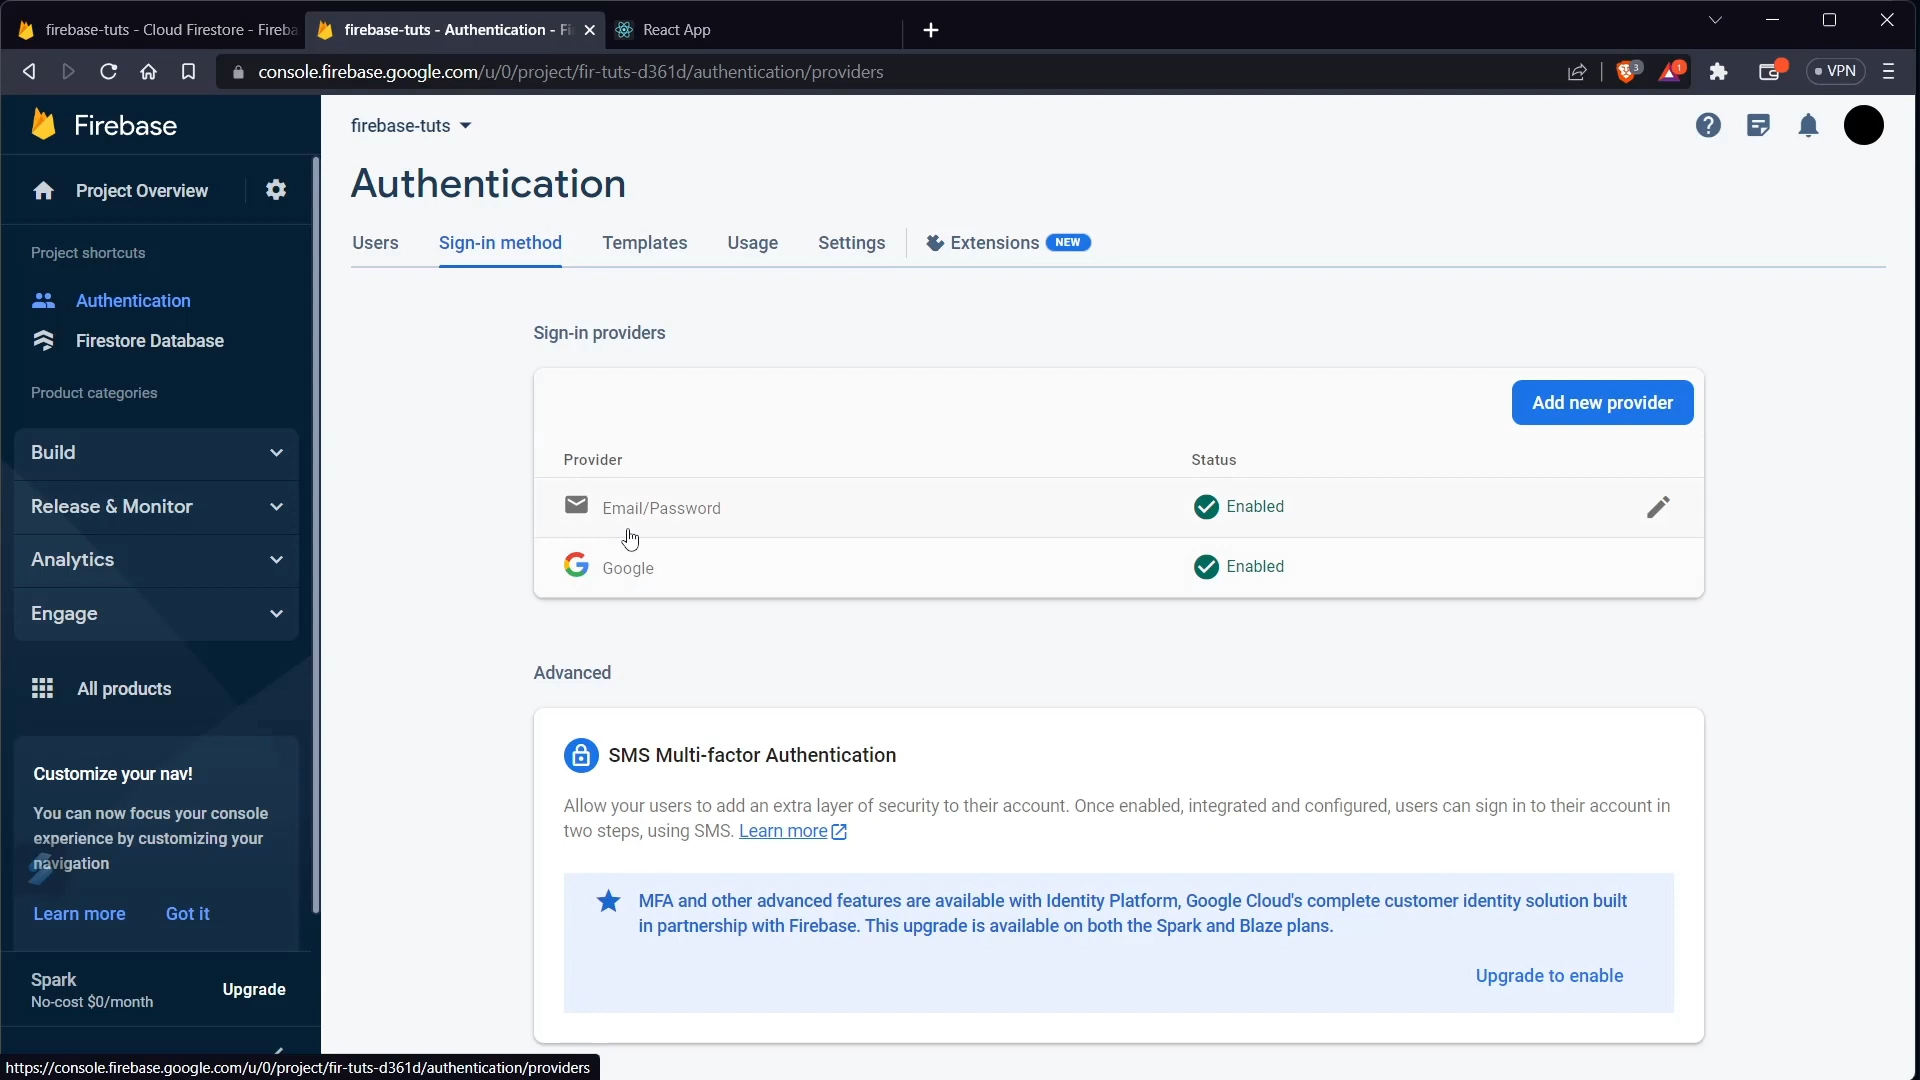 firebase-tuts - Cloud Firestore - Fireba
firebase-tuts - Authentication - Fi
React App
console.firebase.google.com/u/0/project/fir-tuts-d361d/authentication/providers
3
1
VPN
Firebase
firebase-tuts
Project Overview
Authentication
Users
Sign-in method
Templates
Usage
Settings
Extensions
NEW
Project shortcuts
Authentication
Firestore Database
Product categories
Build
Release & Monitor
Analytics
Engage
All products
Customize your nav!
You can now focus your console
experience by customizing your
navigation
Learn more
Got it
Spark
No-cost $0/month
Upgrade
Sign-in providers
Add new provider
Provider
Status
Email/Password
Enabled
Google
Enabled
Advanced
SMS Multi-factor Authentication
Allow your users to add an extra layer of security to their account. Once enabled, integrated and configured, users can sign in to their account in
two steps, using SMS. Learn more
MFA and other advanced features are available with Identity Platform, Google Cloud's complete customer identity solution built
in partnership with Firebase. This upgrade is available on both the Spark and Blaze plans.
Upgrade to enable
https://console.firebase.google.com/u/0/project/fir-tuts-d361d/authentication/providers